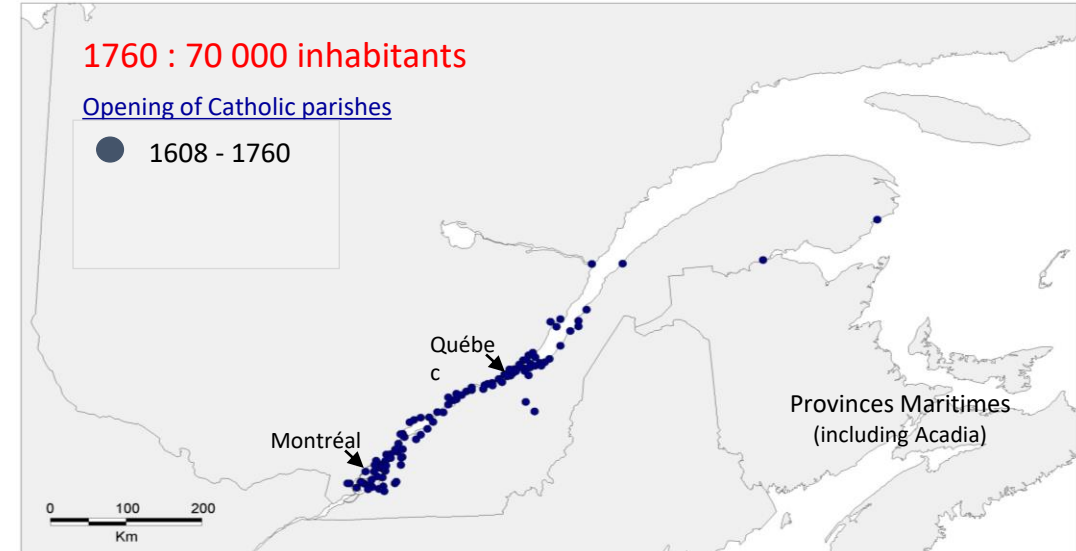 1760 : 70 000 inhabitants
Opening of Catholic parishes
1608 - 1760
Québe
c
Montréal
Provinces Maritimes
(including Acadia)
0 100 200
Km